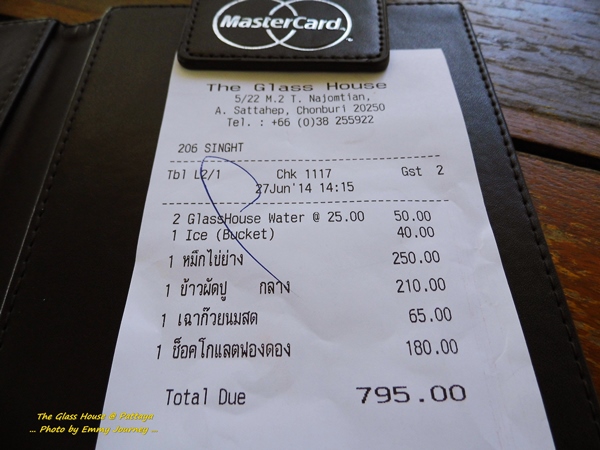 MasterCard
The Glass House
5/22 M.2 T. Najomtian,
A. Sattahep, Chonburi 20250
Tel. : +66 (0)38 255922
206 SINGHT
Tbl L2/1 Chk 1117 Gst 2
27Jun'14 14:15
2 GlassHouse Water @ 25.00 50.00
1 Ice (Bucket) 40.00
1 หมึกไข่ย่าง 250.00
1 ข้าวผัดปู กลาง 210.00
1 เฉาก๊วยนมสด 65.00
1 ช็อคโกแลตฟองดอง 180.00
Total Due 795.00
The Glass House @ Pattaya
... Photo by Emmy Journey ...